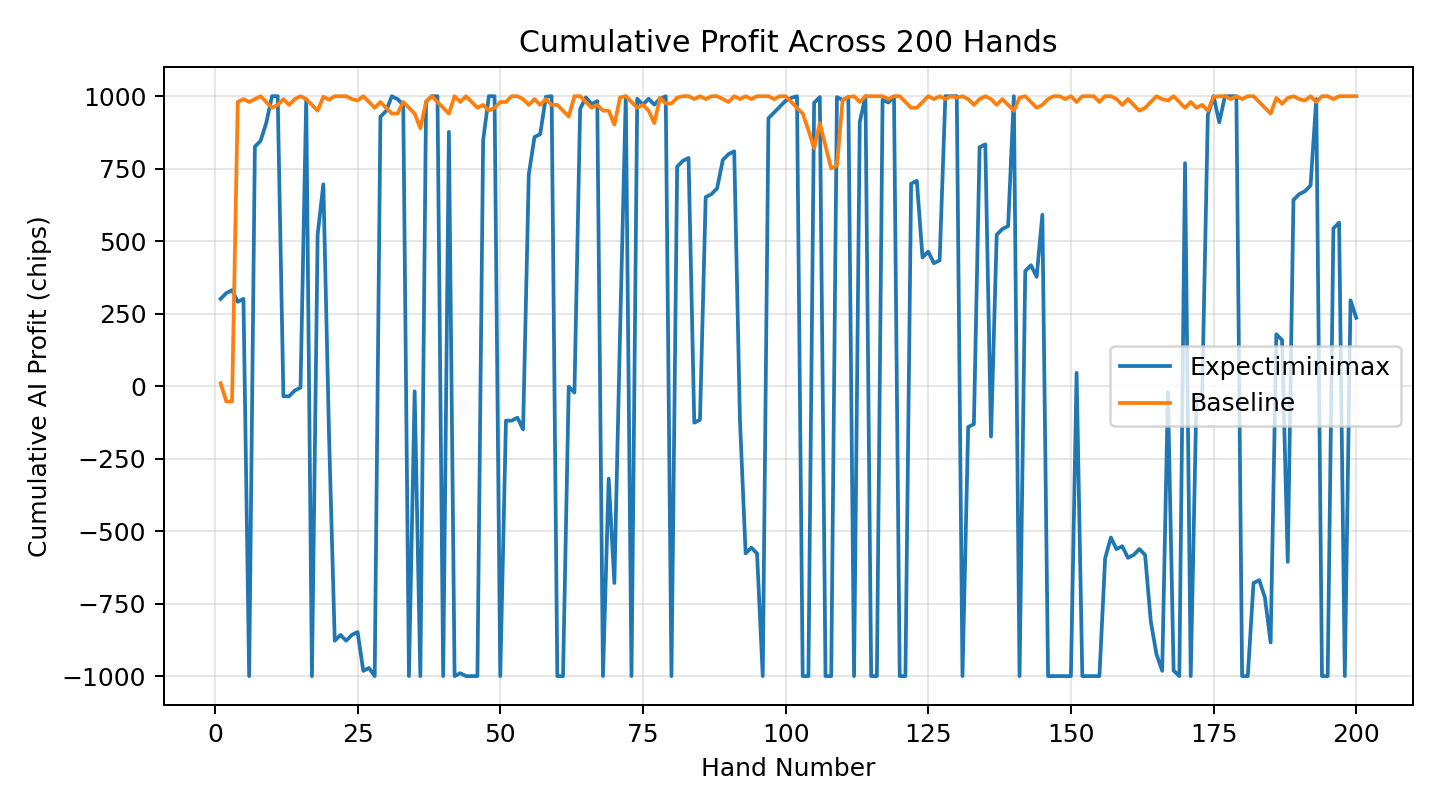 Cumulative Profit Across 200 Hands
Cumulative AI Profit (chips)
1000
750
500
250
0
−250
−500
−750
−1000
Expectiminimax
Baseline
0 25 50 75 100 125 150 175 200
Hand Number